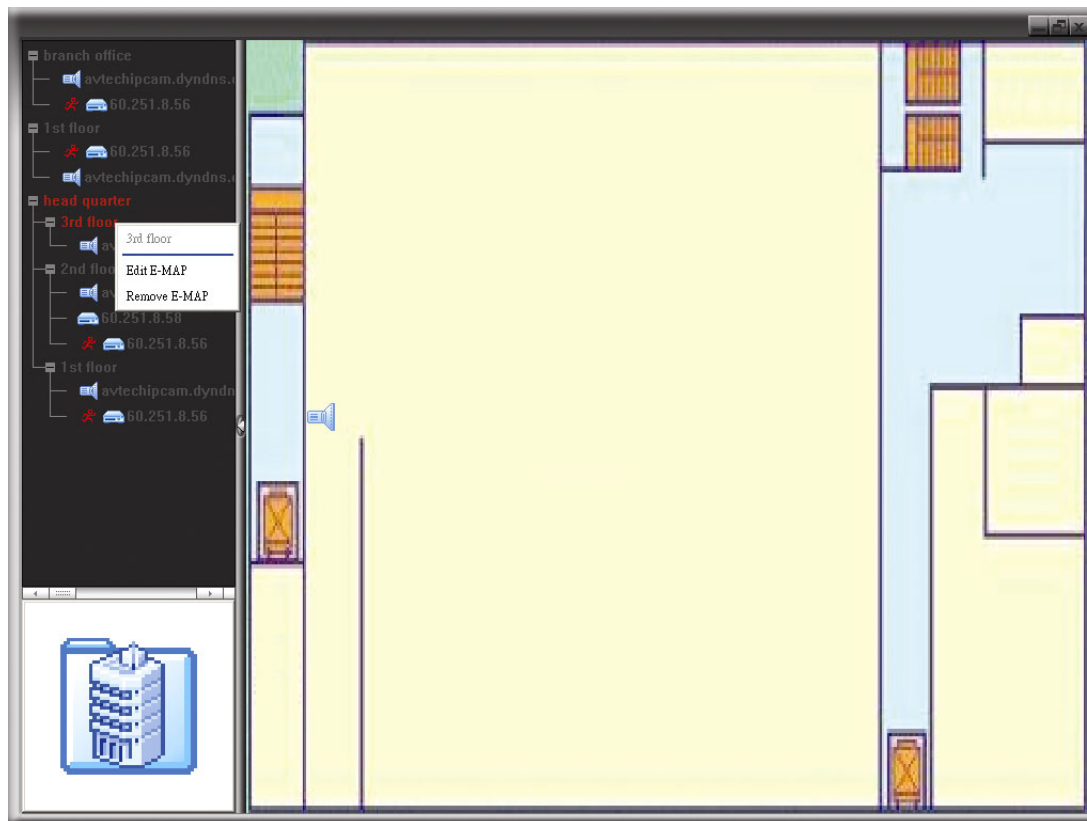 branch office
avtechipcam.dyndns.
60.251.8.56
1st floor
60.251.8.56
avtechipcam.dyndns.
head quarter
3rd floor
av
3rd floor
Edit E-MAP
Remove E-MAP
2nd floo
av
60.251.8.58
60.251.8.56
1st floor
avtechipcam.dyndn
60.251.8.56